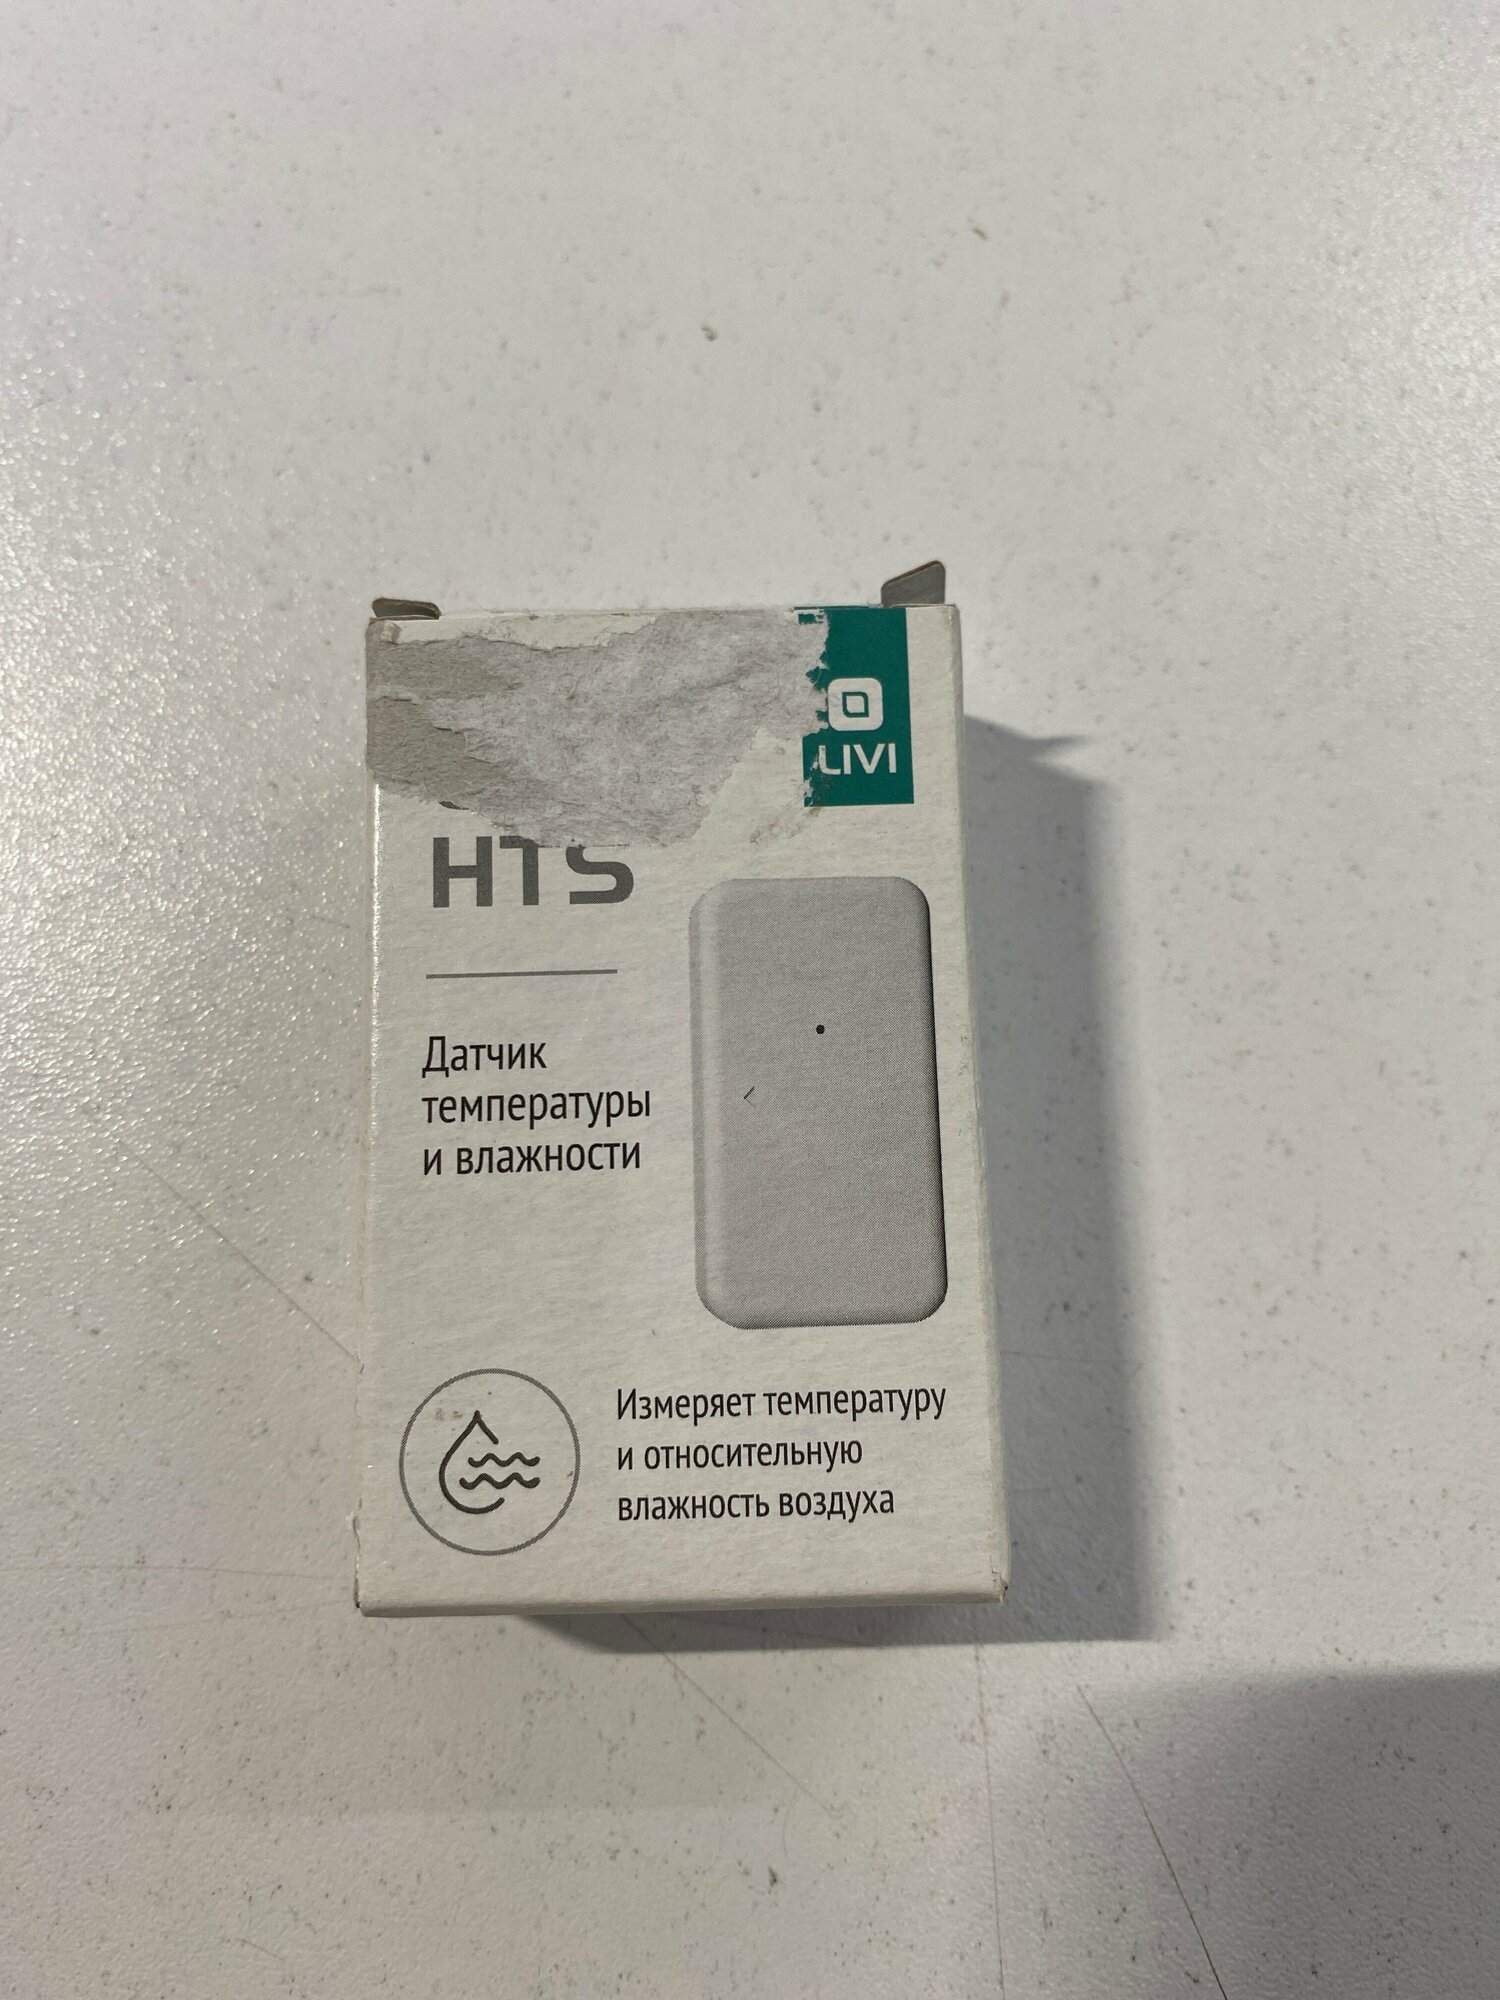 LIVI
HTS
Датчик
температуры
и влажности
Измеряет температуру
и относительную
влажность воздуха